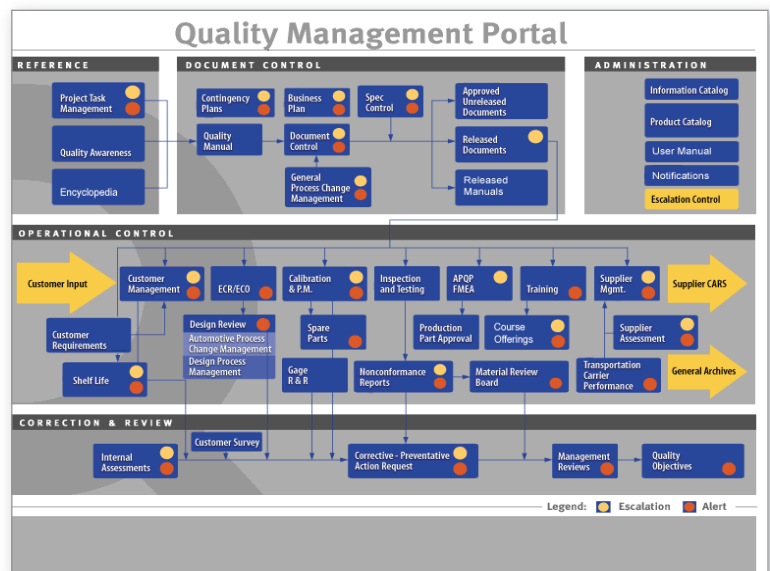 Quality Management Portal
REFERENCE
Project Task
Management
Quality Awareness
Encyclopedia
DOCUMENT CONTROL
Contingency
Plans
Business
Plan
Spec
Control
Approved
Unreleased
Documents
Quality
Manual
Document
Control
Released
Documents
General
Process Change
Management
Released
Manuals
ADMINISTRATION
Information Catalog
Product Catalog
User Manual
Notifications
Escalation Control
OPERATIONAL CONTROL
Customer Input
Customer
Management
ECR/ECO
Calibration
& P.M.
Inspection
and Testing
APQP
FMEA
Training
Supplier
Mgmt.
Supplier CARS
Customer
Requirements
Design Review
Automotive Process
Change Management
Design Process
Management
Spare
Parts
Production
Part Approval
Course
Offerings
Supplier
Assessment
Shelf Life
Gage
R & R
Nonconformance
Reports
Material Review
Board
Transportation
Carrier
Performance
General Archives
CORRECTION & REVIEW
Internal
Assessments
Customer Survey
Corrective - Preventative
Action Request
Management
Reviews
Quality
Objectives
Legend: Escalation Alert